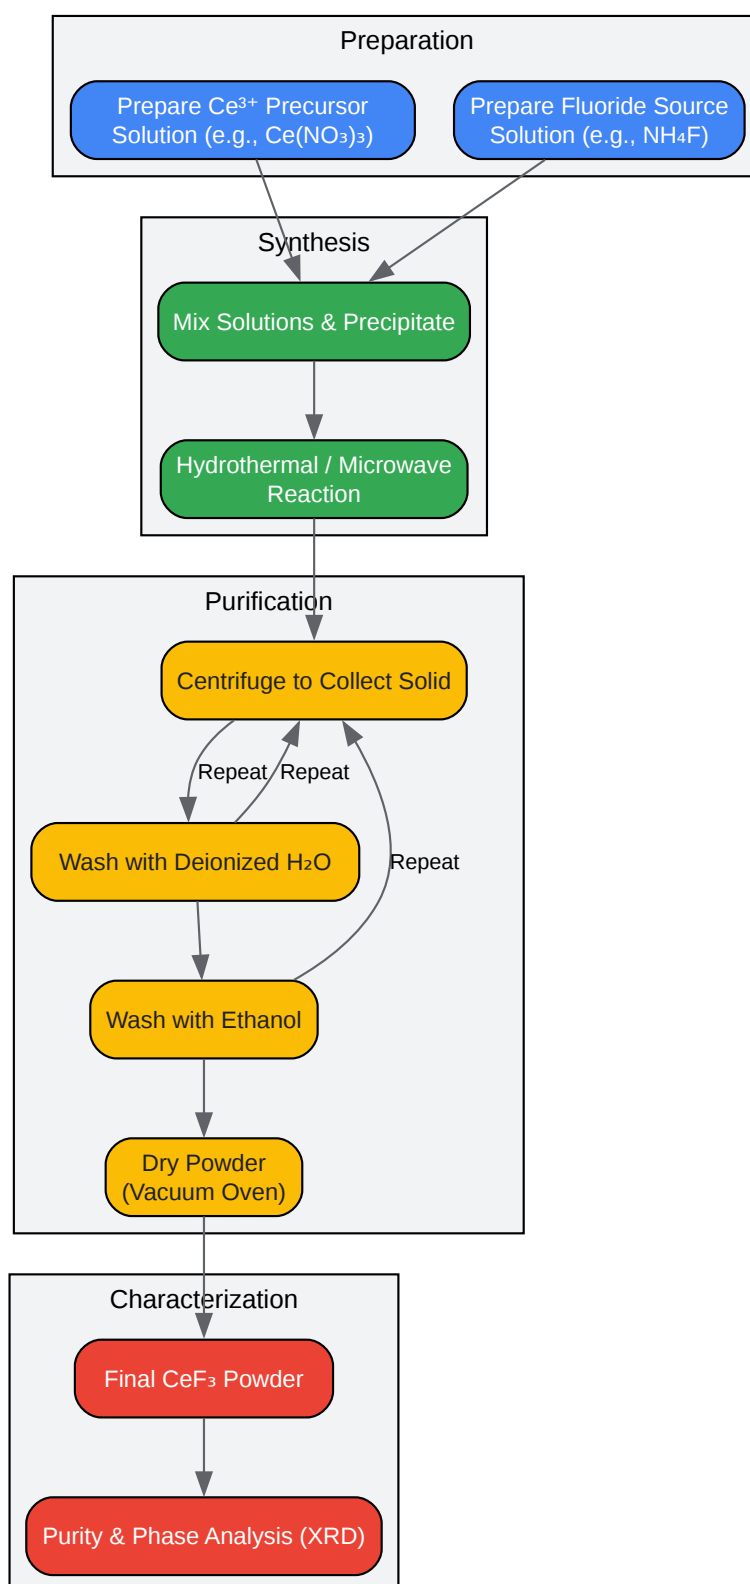 Preparation
Prepare Ce³⁺ Precursor
Solution (e.g., Ce(NO₃)₃)
Prepare Fluoride Source
Solution (e.g., NH₄F)
Synthesis
Mix Solutions & Precipitate
Hydrothermal / Microwave
Reaction
Purification
Centrifuge to Collect Solid
Repeat
Repeat
Wash with Deionized H₂O
Repeat
Wash with Ethanol
Dry Powder
(Vacuum Oven)
Characterization
Final CeF₃ Powder
Purity & Phase Analysis (XRD)